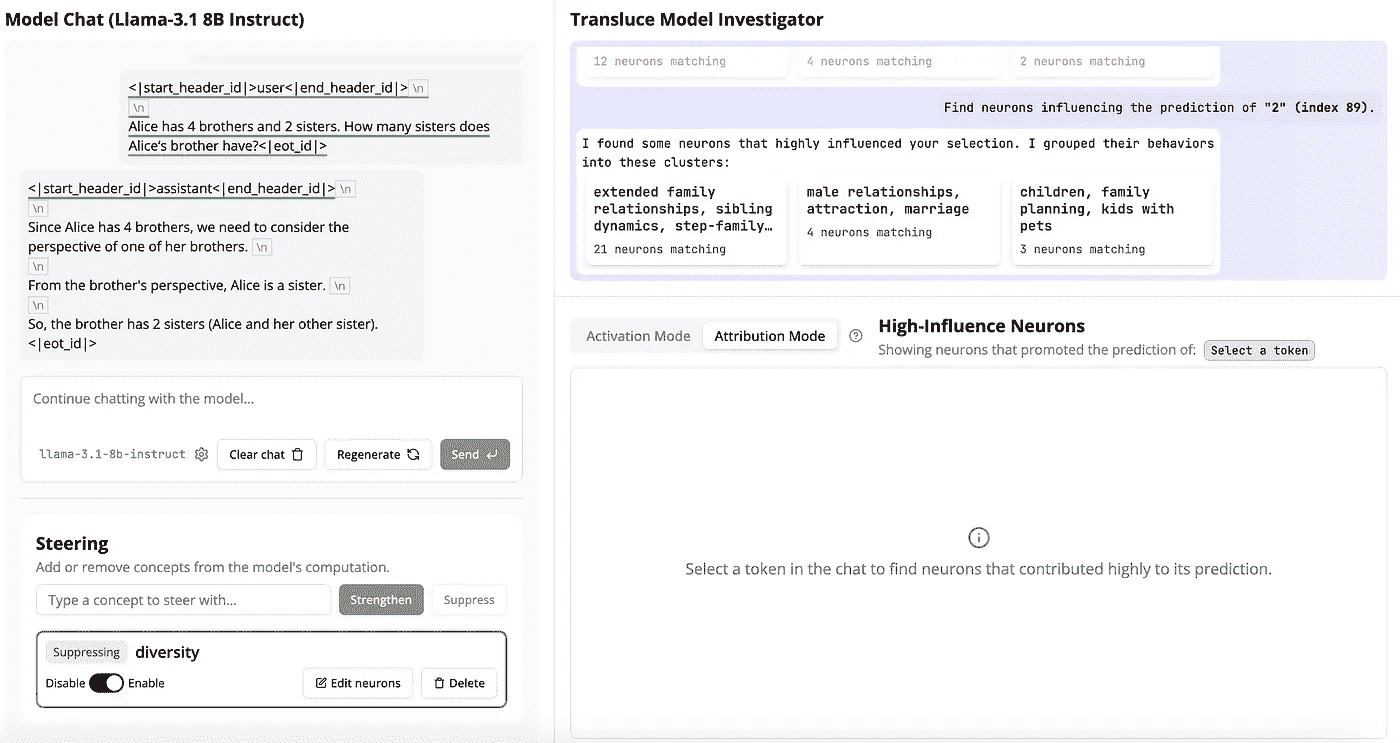 Model Chat (Llama-3.1 8B Instruct)
<|start_header_id|>user<|end_header_id|> \n
\n
Alice has 4 brothers and 2 sisters. How many sisters does
Alice's brother have?<|eot_id|>
<|start_header_id|>assistant<|end_header_id|> \n
\n
Since Alice has 4 brothers, we need to consider the
perspective of one of her brothers. \n
\n
From the brother's perspective, Alice is a sister. \n
\n
So, the brother has 2 sisters (Alice and her other sister).
<|eot_id|>
Continue chatting with the model...
llama-3.1-8b-instruct Clear chat Regenerate Send
Steering
Add or remove concepts from the model's computation.
Type a concept to steer with... Strengthen Suppress
Suppressing diversity
Disable Enable Edit neurons Delete
Transluce Model Investigator
12 neurons matching 4 neurons matching 2 neurons matching
Find neurons influencing the prediction of "2" (index 89).
I found some neurons that highly influenced your selection. I grouped their behaviors
into these clusters:
extended family
relationships, sibling
dynamics, step-family…
21 neurons matching
male relationships,
attraction, marriage
4 neurons matching
children, family
planning, kids with
pets
3 neurons matching
Activation Mode Attribution Mode
High-Influence Neurons
Showing neurons that promoted the prediction of: Select a token
Select a token in the chat to find neurons that contributed highly to its prediction.